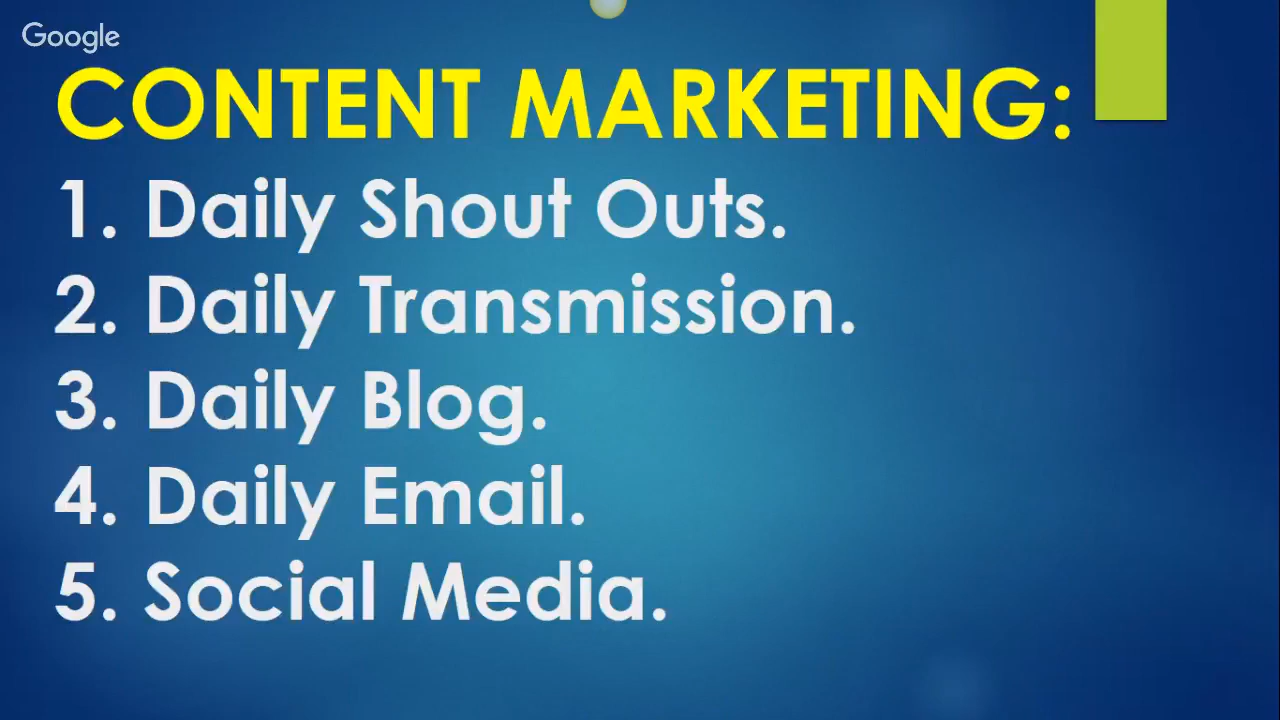 Google
CONTENT MARKETING:
1. Daily Shout Outs.
2. Daily Transmission.
3. Daily Blog.
4. Daily Email.
5. Social Media.